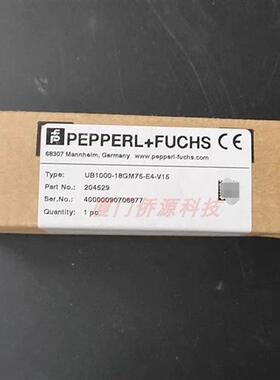 PEPPERL+FUCHS CE
68307 Mannheim, Germany www.pepperl-fuchs.com
Type: UB1000-18GM75-E4-V15
Part No.: 204529
Ser.No.: 40000090706877
Quantity: 1 pc
厦门侨源科技